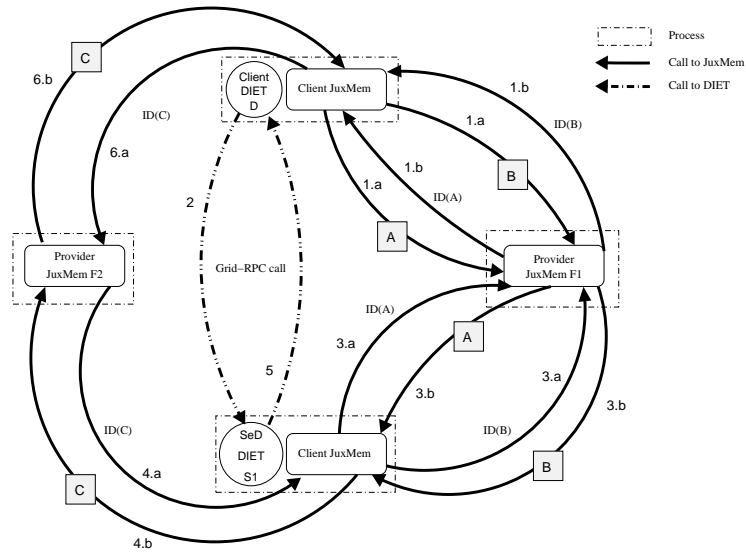 Process
Call to JuxMem
Call to DIET
C
6.b
ID(C)
6.a
Client
DIET
D
Client JuxMem
1.b
1.a
ID(B)
B
1.b
1.a
ID(A)
A
2
Grid−RPC call
5
Provider
JuxMem F2
Provider
JuxMem F1
ID(A)
3.a
A
3.b
3.a
3.b
ID(B)
B
SeD
DIET
S1
Client JuxMem
ID(C)
4.a
C
4.b